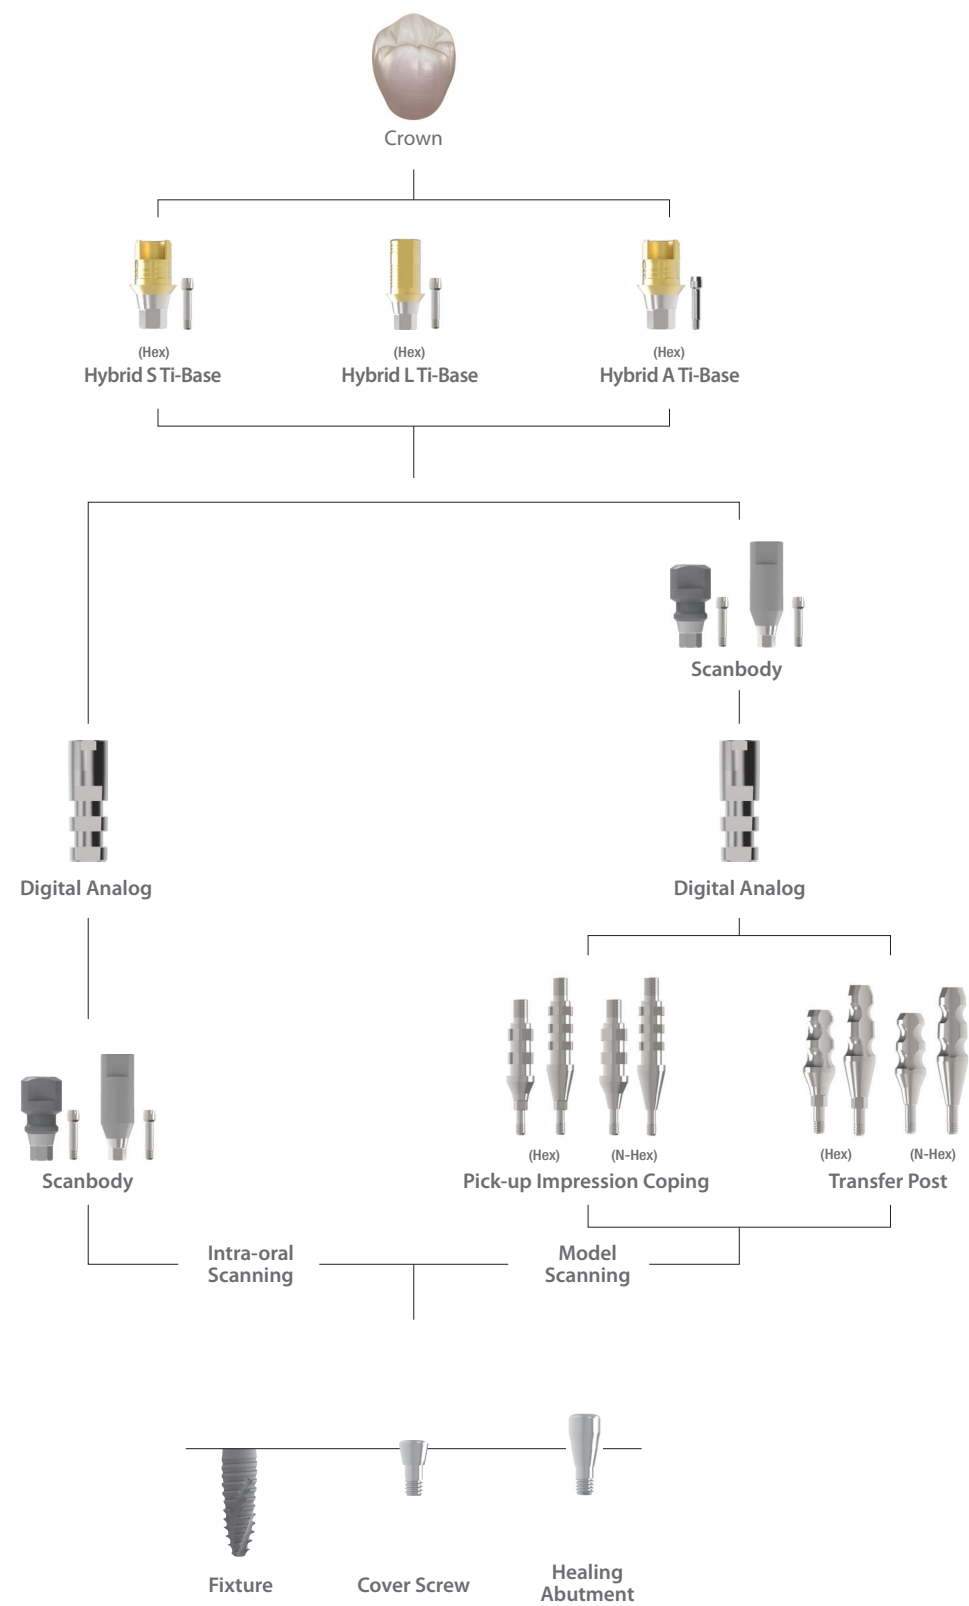 Crown
(Hex)
Hybrid S Ti-Base
(Hex)
Hybrid L Ti-Base
(Hex)
Hybrid A Ti-Base
Scanbody
Digital Analog
Digital Analog
Scanbody
(Hex) (N-Hex)
Pick-up Impression Coping
(Hex) (N-Hex)
Transfer Post
Intra-oral
Scanning
Model
Scanning
Fixture
Cover Screw
Healing
Abutment